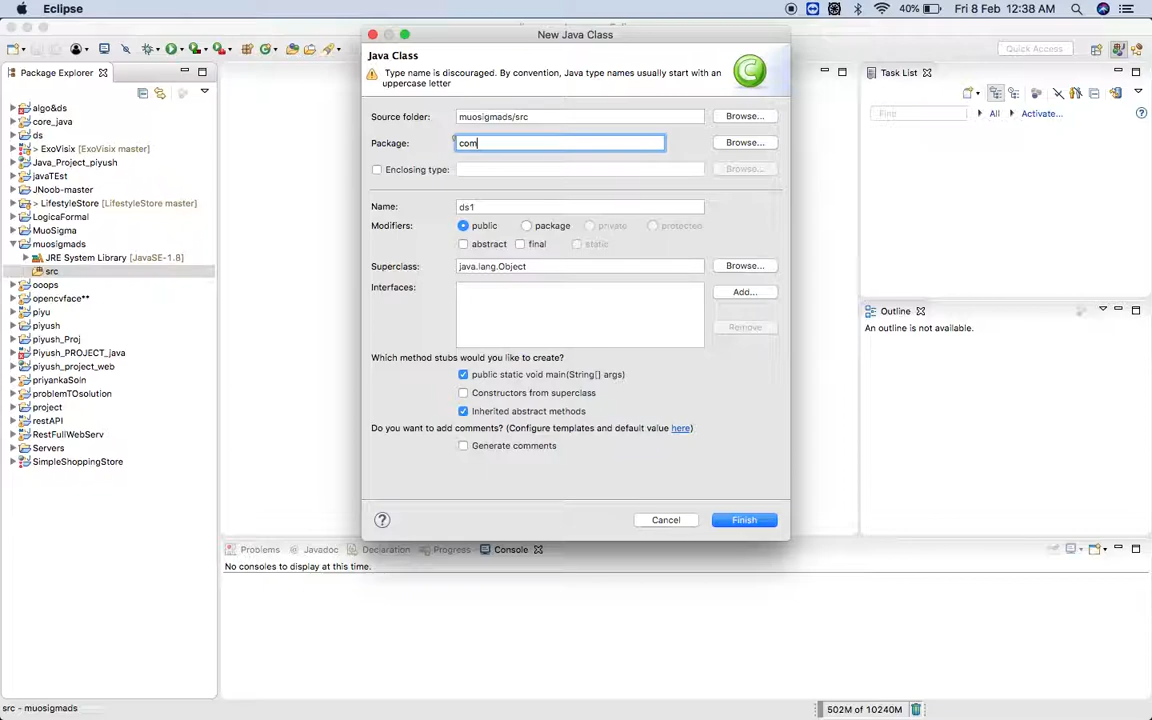 Eclipse
40%
Fri 8 Feb 12:38 AM
New Java Class
Quick Access
Package Explorer
Java Class
Type name is discouraged. By convention, Java type names usually start with an
uppercase letter
Task List
Find
All
Activate...
Source folder:
muosigmads/src
Browse...
Package:
com
Browse...
Enclosing type:
Browse...
Name:
ds1
Modifiers:
public
package
private
protected
abstract
final
static
Superclass:
java.lang.Object
Browse...
Interfaces:
Add...
Remove
Which method stubs would you like to create?
public static void main(String[] args)
Constructors from superclass
Inherited abstract methods
Do you want to add comments? (Configure templates and default value here)
Generate comments
Cancel
Finish
algo&ds
core_java
ds
> ExoVisix [ExoVisix master]
Java_Project_piyush
javaTEst
JNoob-master
> LifestyleStore [LifestyleStore master]
LogicaFormal
MuoSigma
muosigmads
JRE System Library [JavaSE-1.8]
src
ooops
opencvface**
piyu
piyush
piyush_Proj
Piyush_PROJECT_java
piyush_project_web
priyankaSoln
problemTOsolution
project
restAPI
RestFullWebServ
Servers
SimpleShoppingStore
Outline
An outline is not available.
Problems
Javadoc
Declaration
Progress
Console
No consoles to display at this time.
src - muosigmads
502M of 10240M